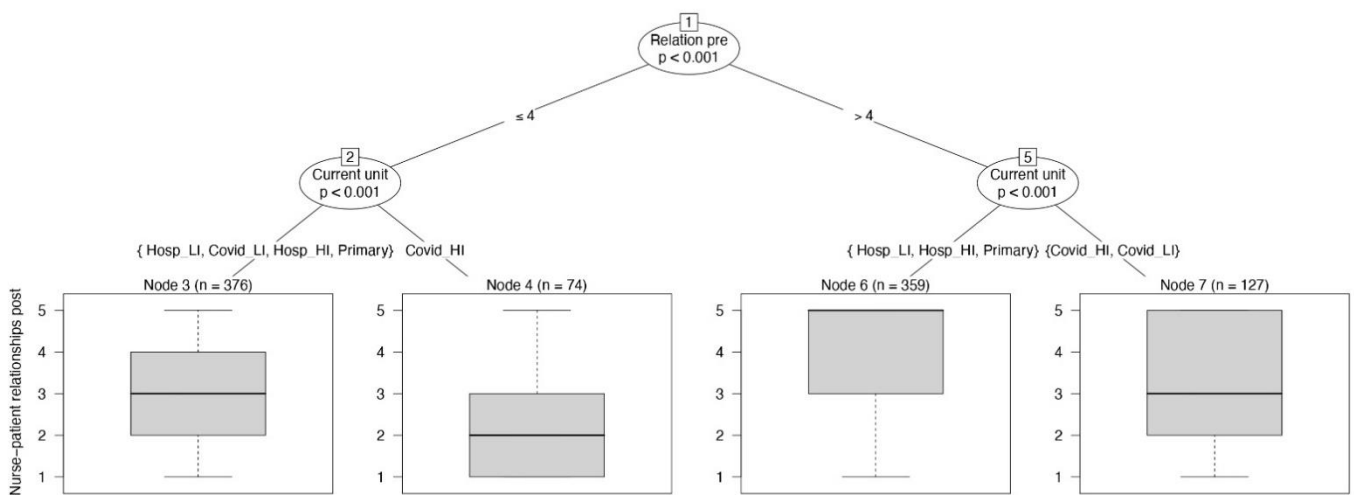 1
Relation pre
p < 0.001
≤ 4
> 4
2
Current unit
p < 0.001
5
Current unit
p < 0.001
{ Hosp_LI, Covid_LI, Hosp_HI, Primary}
Covid_HI
{ Hosp_LI, Hosp_HI, Primary}
{Covid_HI, Covid_LI}
Nurse−patient relationships post
Node 3 (n = 376)
5
4
3
2
1
Node 4 (n = 74)
5
4
3
2
1
Node 6 (n = 359)
5
4
3
2
1
Node 7 (n = 127)
5
4
3
2
1